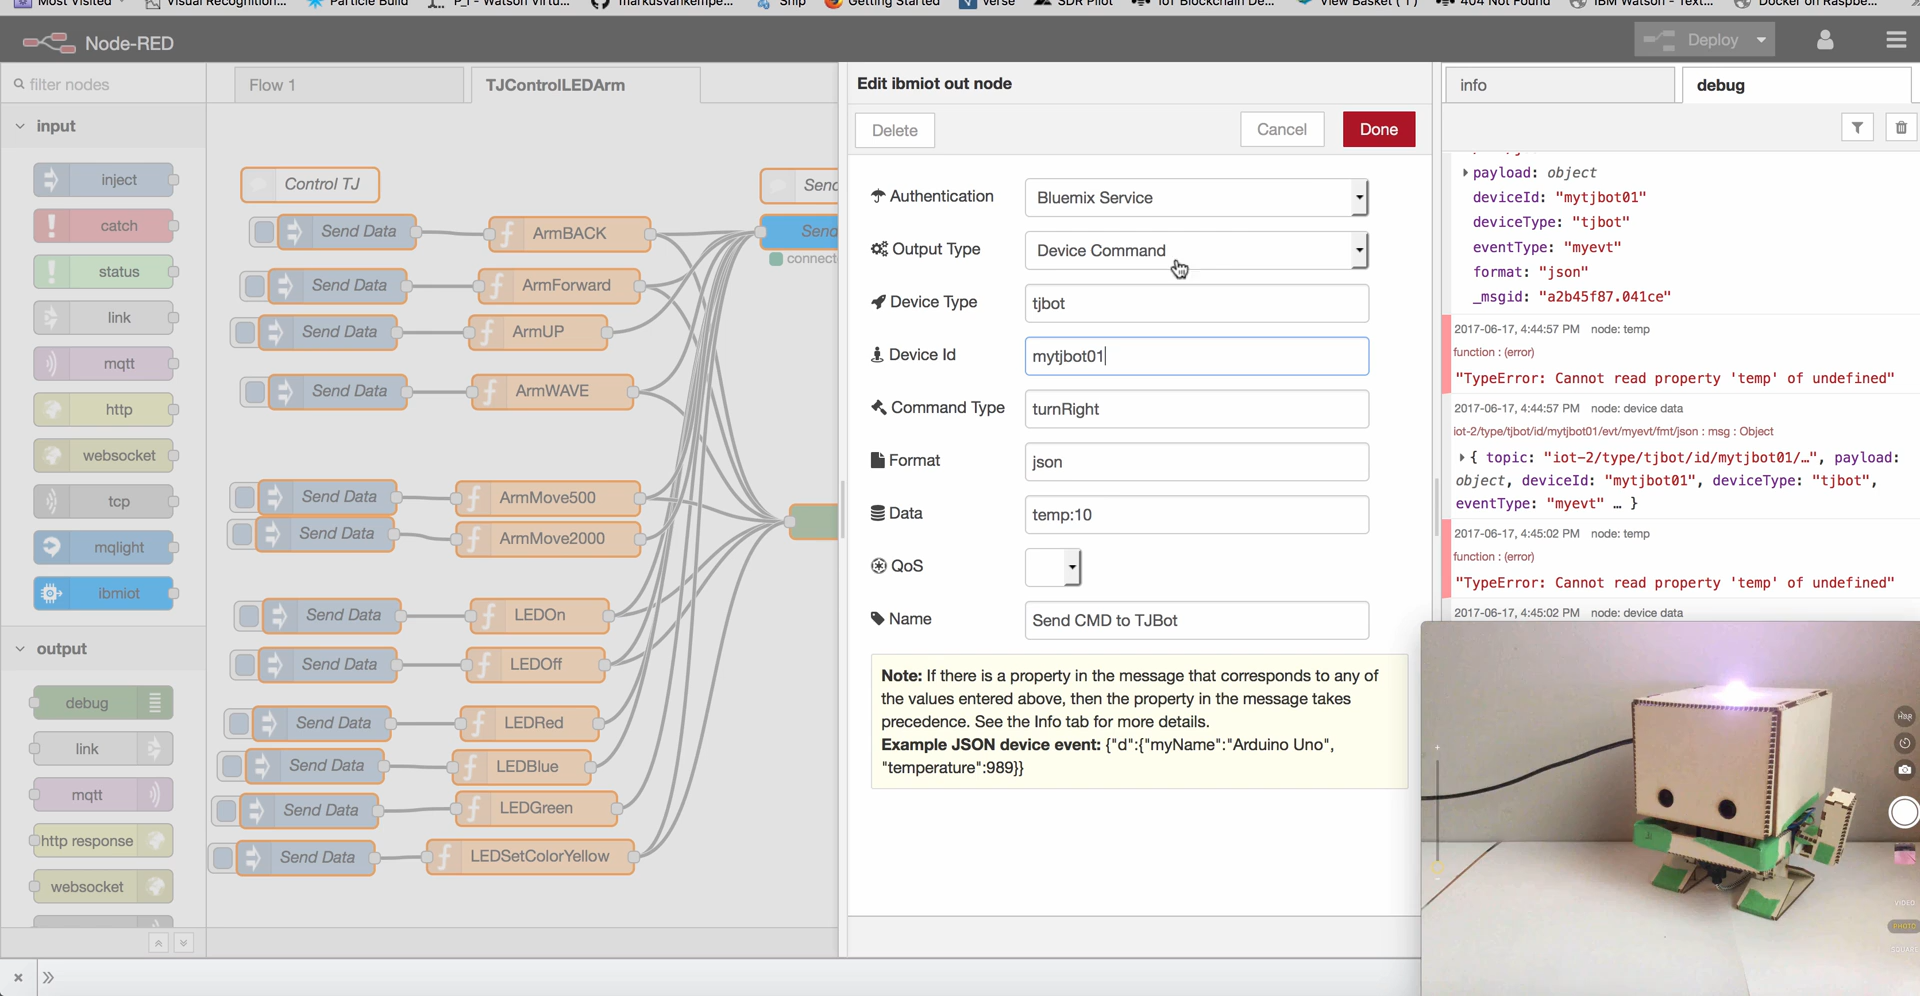 Most Visited
Visual Recognition...
Particle Build
P_I - Watson Virtu...
markusvankempe...
Snip
Getting Started
Verse
SDR Pilot
IoT Blockchain De...
View Basket ( 1 )
404 Not Found
IBM Watson - Text...
Docker on Raspbe...
Node-RED
Deploy
filter nodes
Flow 1
TJControlLEDArm
Edit ibmiot out node
info
debug
Delete
Cancel
Done
input
inject
catch
status
link
mqtt
http
websocket
tcp
mqlight
ibmiot
output
debug
link
mqtt
http response
websocket
Control TJ
Send Data
ArmBACK
Send Data
ArmForward
Send Data
ArmUP
Send Data
ArmWAVE
Send Data
ArmMove500
Send Data
ArmMove2000
Send Data
LEDOn
Send Data
LEDOff
Send Data
LEDRed
Send Data
LEDBlue
Send Data
LEDGreen
Send Data
LEDSetColorYellow
Send
Send
connect
Authentication
Bluemix Service
Output Type
Device Command
Device Type
tjbot
Device Id
mytjbot01
Command Type
turnRight
Format
json
Data
temp:10
QoS
Name
Send CMD to TJBot
Note: If there is a property in the message that corresponds to any of
the values entered above, then the property in the message takes
precedence. See the Info tab for more details.
Example JSON device event: {"d":{"myName":"Arduino Uno",
"temperature":989}}
payload: object
deviceId: "mytjbot01"
deviceType: "tjbot"
eventType: "myevt"
format: "json"
_msgid: "a2b45f87.041ce"
2017-06-17, 4:44:57 PM node: temp
function : (error)
"TypeError: Cannot read property 'temp' of undefined"
2017-06-17, 4:44:57 PM node: device data
iot-2/type/tjbot/id/mytjbot01/evt/myevt/fmt/json : msg : Object
{ topic: "iot-2/type/tjbot/id/mytjbot01/…", payload:
object, deviceId: "mytjbot01", deviceType: "tjbot",
eventType: "myevt" … }
2017-06-17, 4:45:02 PM node: temp
function : (error)
"TypeError: Cannot read property 'temp' of undefined"
2017-06-17, 4:45:02 PM node: device data
HDR
VIDEO
PHOTO
SQUARE